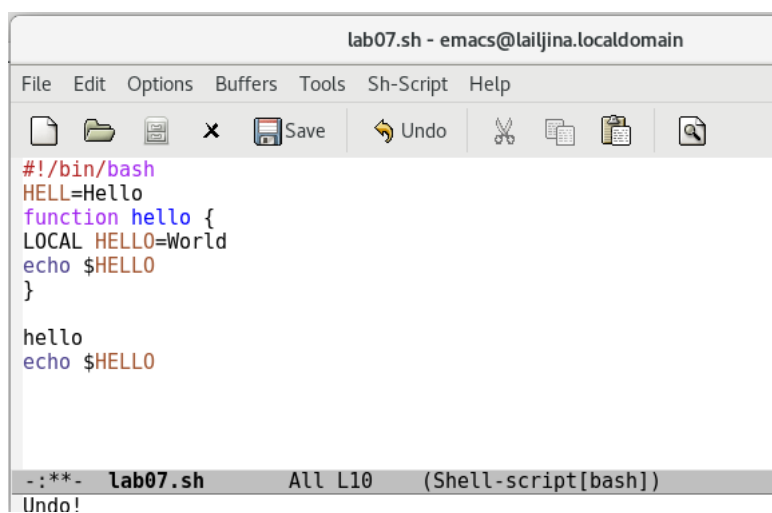 lab07.sh - emacs@lailjina.localdomain
File Edit Options Buffers Tools Sh-Script Help
Save Undo
#!/bin/bash
HELL=Hello
function hello {
LOCAL HELLO=World
echo $HELLO
}
hello
echo $HELLO
-:**- lab07.sh All L10 (Shell-script[bash])
Undo!